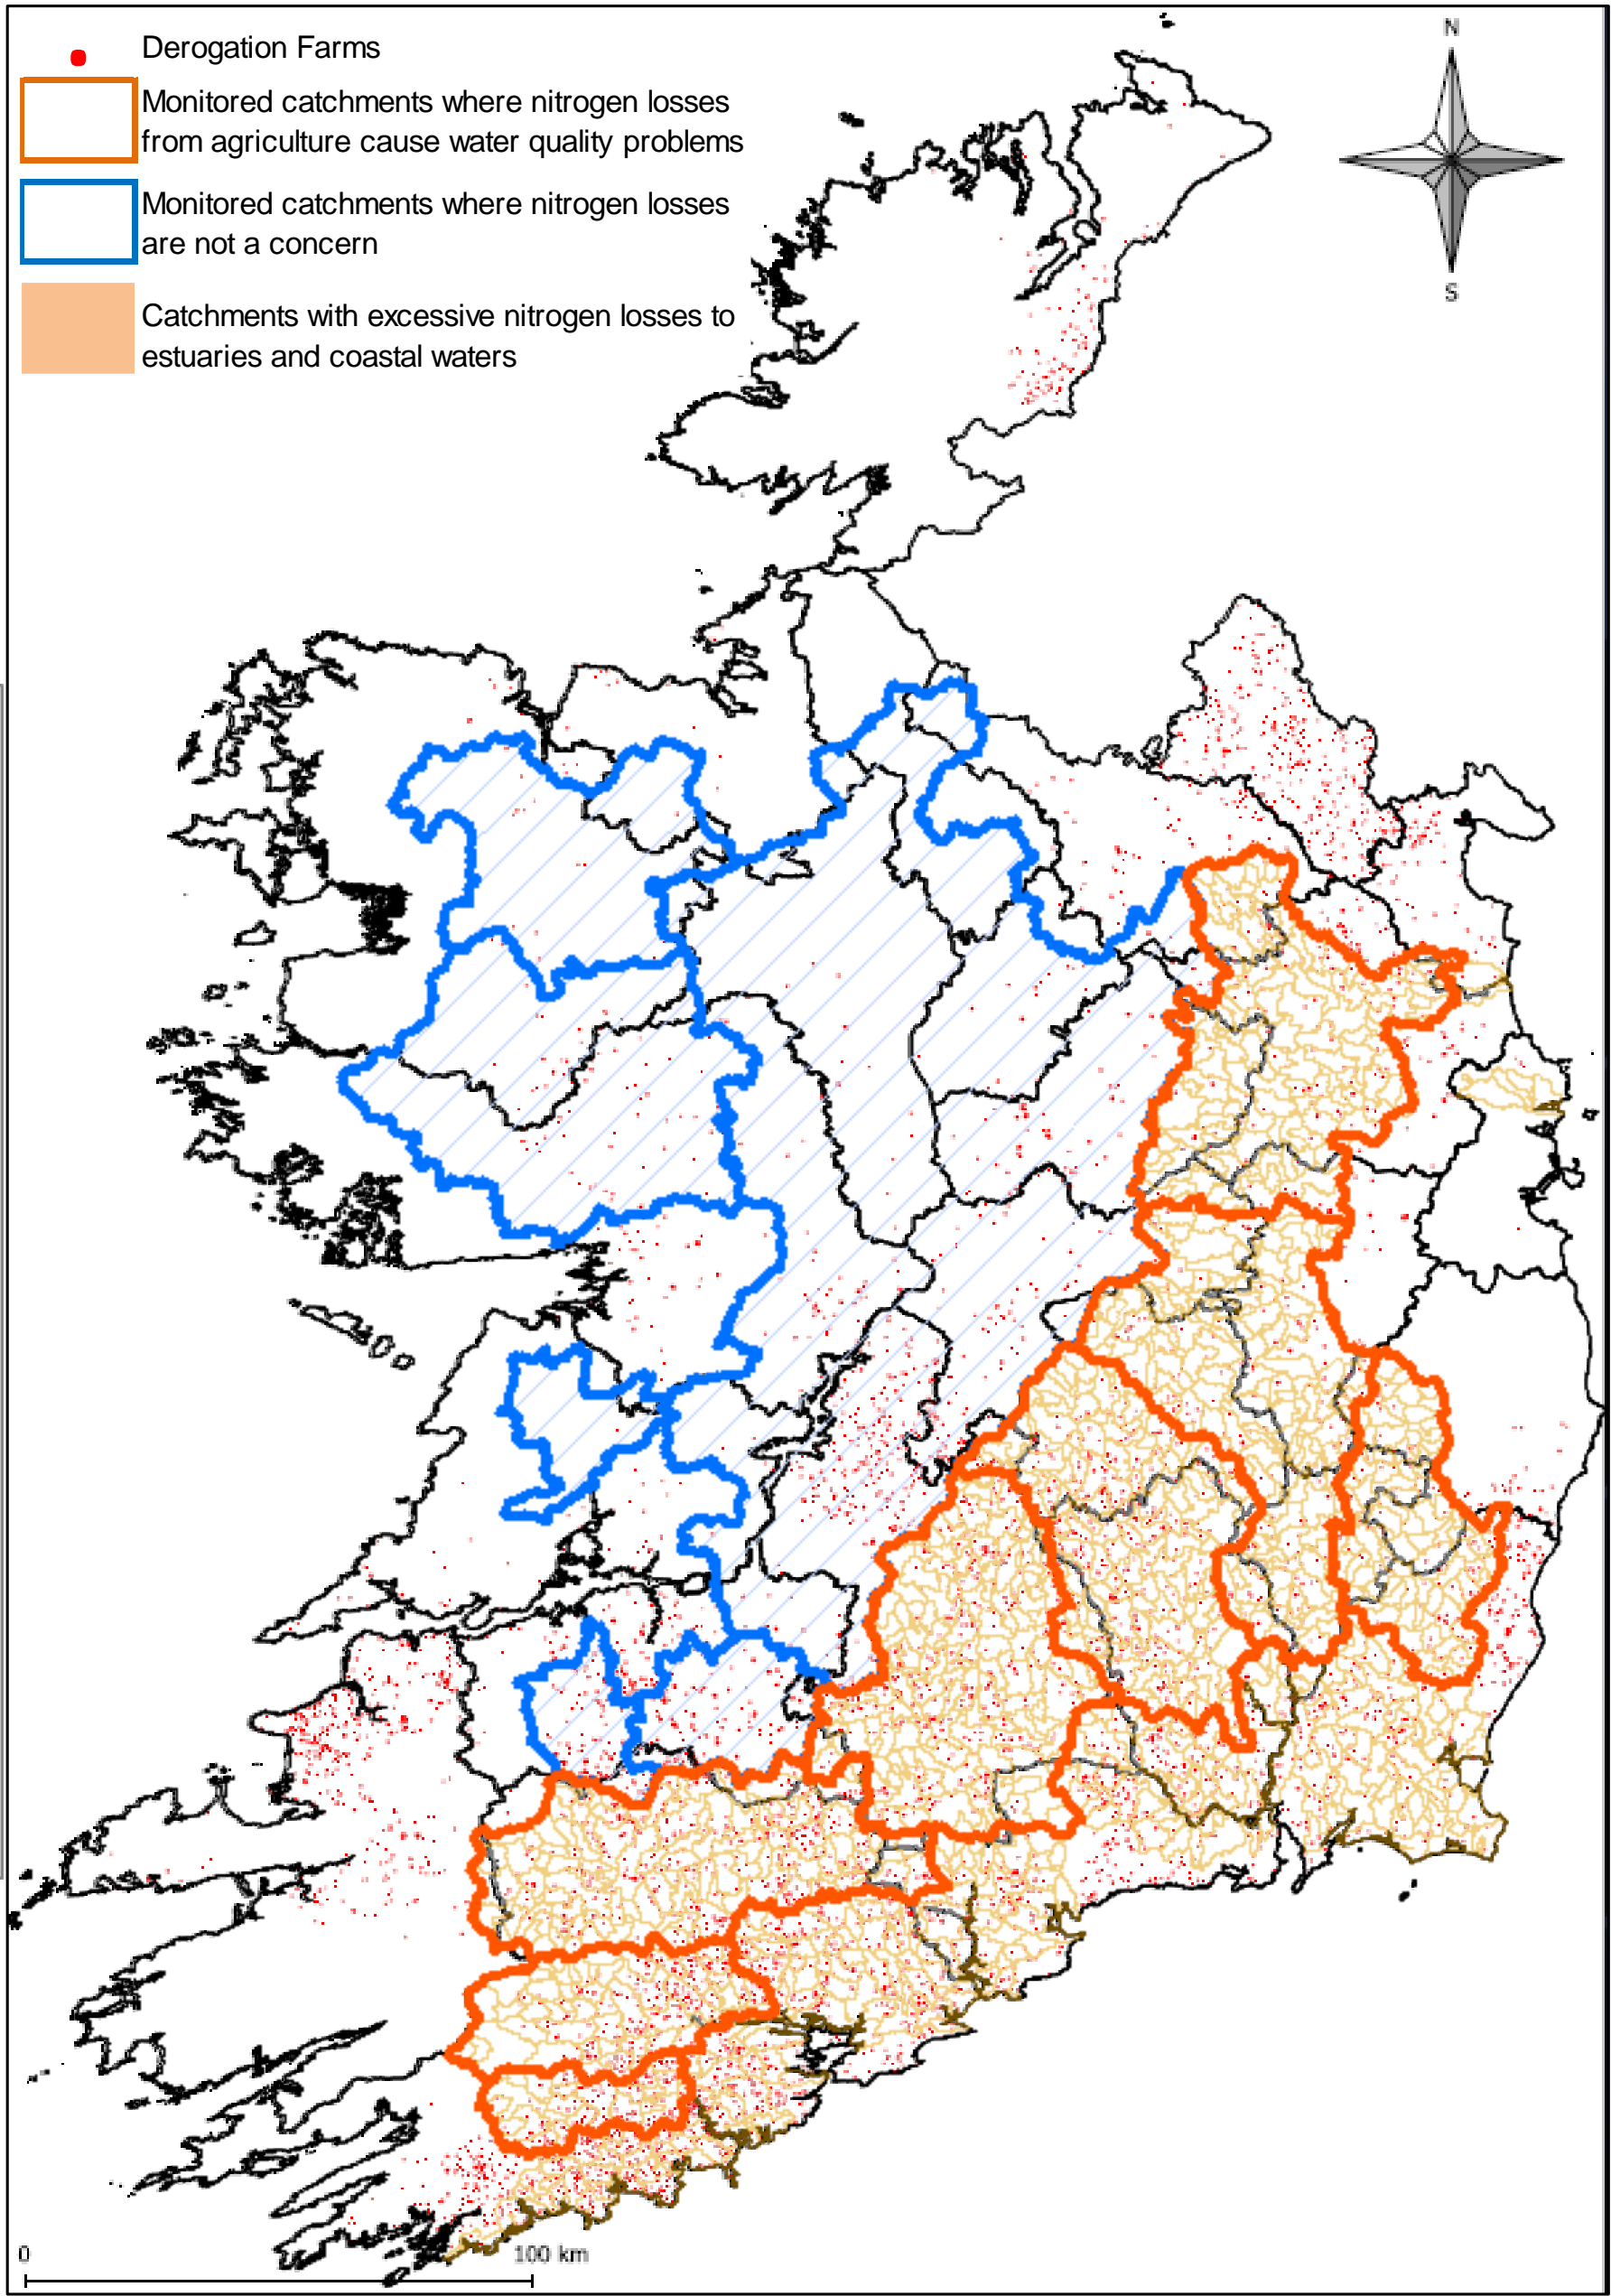 Derogation Farms
Monitored catchments where nitrogen losses
from agriculture cause water quality problems
Monitored catchments where nitrogen losses
are not a concern
Catchments with excessive nitrogen losses to
estuaries and coastal waters
N
S
0
100 km